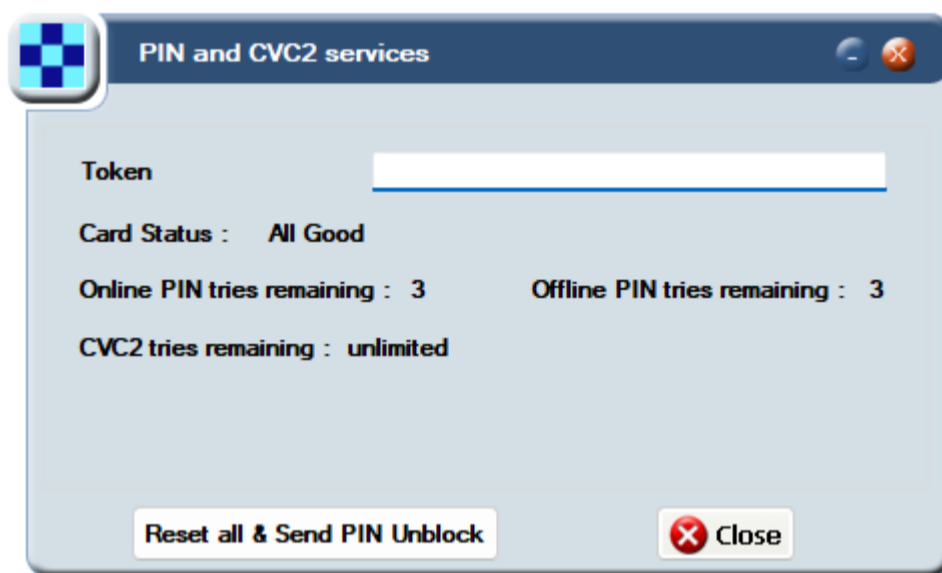 PIN and CVC2 services
Token
Card Status : All Good
Online PIN tries remaining : 3 Offline PIN tries remaining : 3
CVC2 tries remaining : unlimited
Reset all & Send PIN Unblock Close